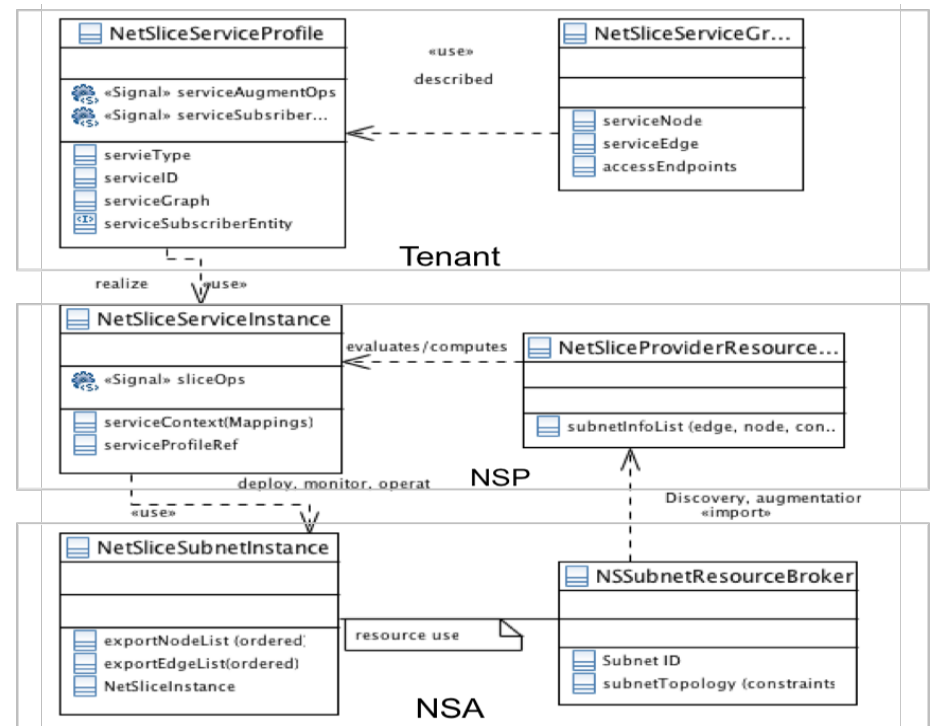 NetSliceServiceProfile
«Signal» serviceAugmentOps
«Signal» serviceSubsriber...
servieType
serviceID
serviceGraph
serviceSubscriberEntity
«use»
described
NetSliceServiceGr...
serviceNode
serviceEdge
accessEndpoints
Tenant
realize «use»
NetSliceServiceInstance
«Signal» sliceOps
serviceContext(Mappings)
serviceProfileRef
evaluates/computes
NetSliceProviderResource...
subnetInfoList (edge, node, con..
NSP
deploy, monitor, operat
«use»
Discovery, augmentation
«import»
NetSliceSubnetInstance
exportNodeList (ordered)
exportEdgeList(ordered)
NetSliceInstance
resource use
NSSubnetResourceBroker
Subnet ID
subnetTopology (constraints
NSA